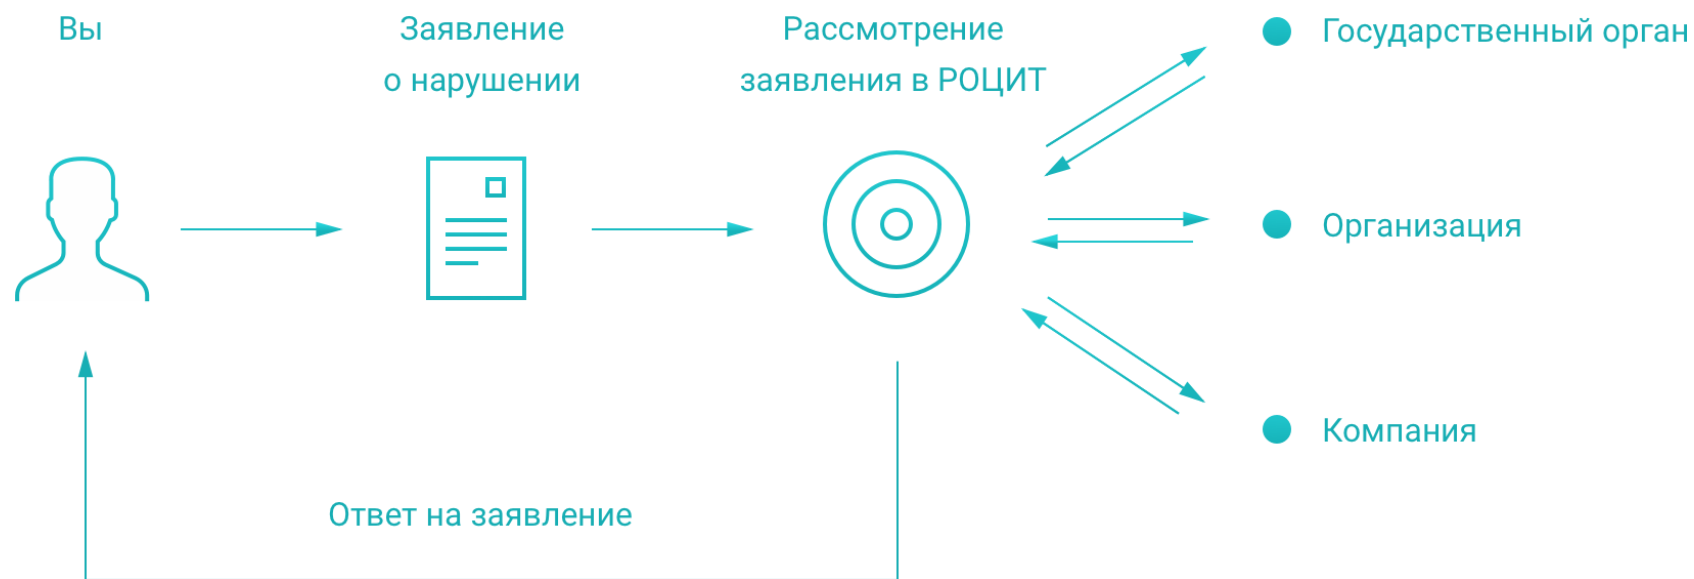 Вы
Заявление
о нарушении
Рассмотрение
заявления в РОЦИТ
Государственный орган
Организация
Компания
Ответ на заявление